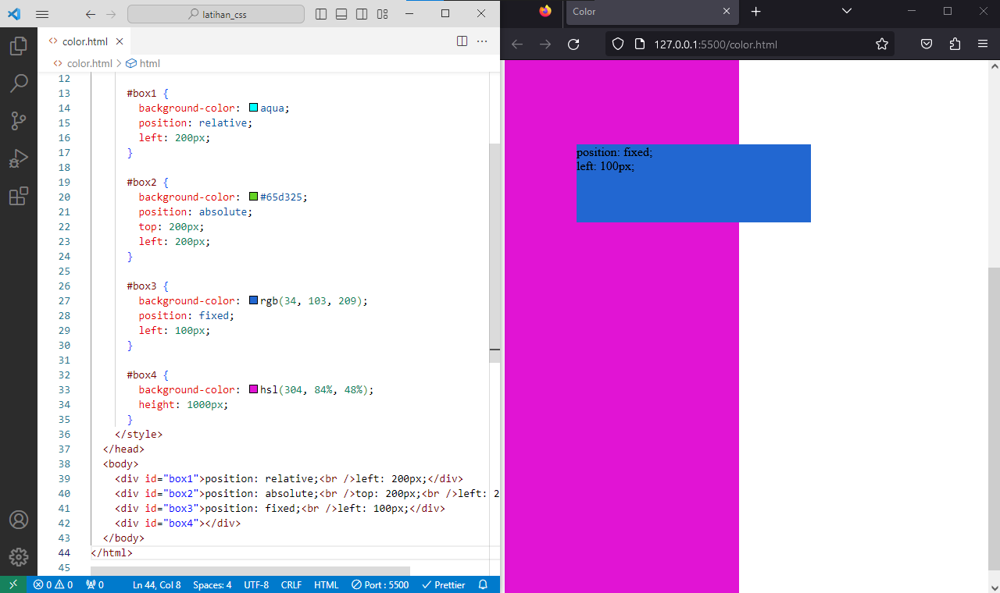 latihan_css
color.html
color.html > html
12
13 #box1 {
14 background-color: aqua;
15 position: relative;
16 left: 200px;
17 }
18
19 #box2 {
20 background-color: #65d325;
21 position: absolute;
22 top: 200px;
23 left: 200px;
24 }
25
26 #box3 {
27 background-color: rgb(34, 103, 209);
28 position: fixed;
29 left: 100px;
30 }
31
32 #box4 {
33 background-color: hsl(304, 84%, 48%);
34 height: 1000px;
35 }
36 </style>
37 </head>
38 <body>
39 <div id="box1">position: relative;<br />left: 200px;</div>
40 <div id="box2">position: absolute;<br />top: 200px;<br />left: 2
41 <div id="box3">position: fixed;<br />left: 100px;</div>
42 <div id="box4"></div>
43 </body>
44 </html>
45
0 0 0 Ln 44, Col 8 Spaces: 4 UTF-8 CRLF HTML Port : 5500 Prettier
Color
127.0.0.1:5500/color.html
position: fixed;
left: 100px;